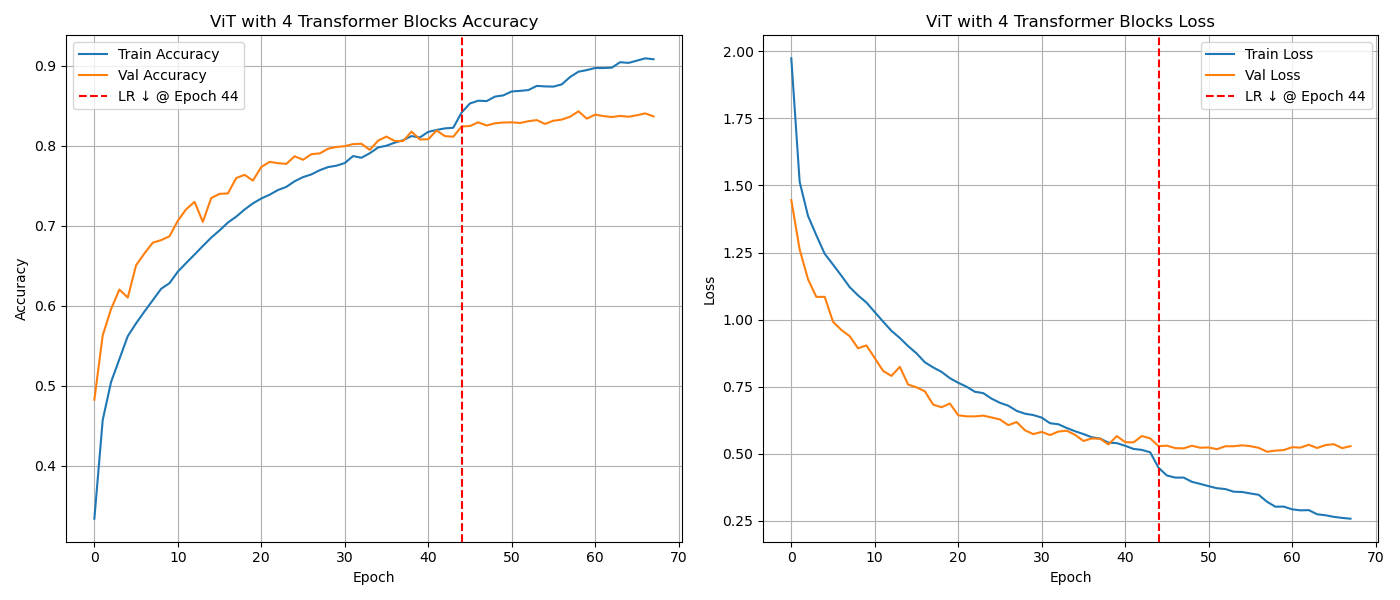 ViT with 4 Transformer Blocks Accuracy
Train Accuracy
Val Accuracy
LR ↓ @ Epoch 44
Accuracy
0.9
0.8
0.7
0.6
0.5
0.4
0 10 20 30 40 50 60 70
Epoch
ViT with 4 Transformer Blocks Loss
Train Loss
Val Loss
LR ↓ @ Epoch 44
Loss
2.00
1.75
1.50
1.25
1.00
0.75
0.50
0.25
0 10 20 30 40 50 60 70
Epoch